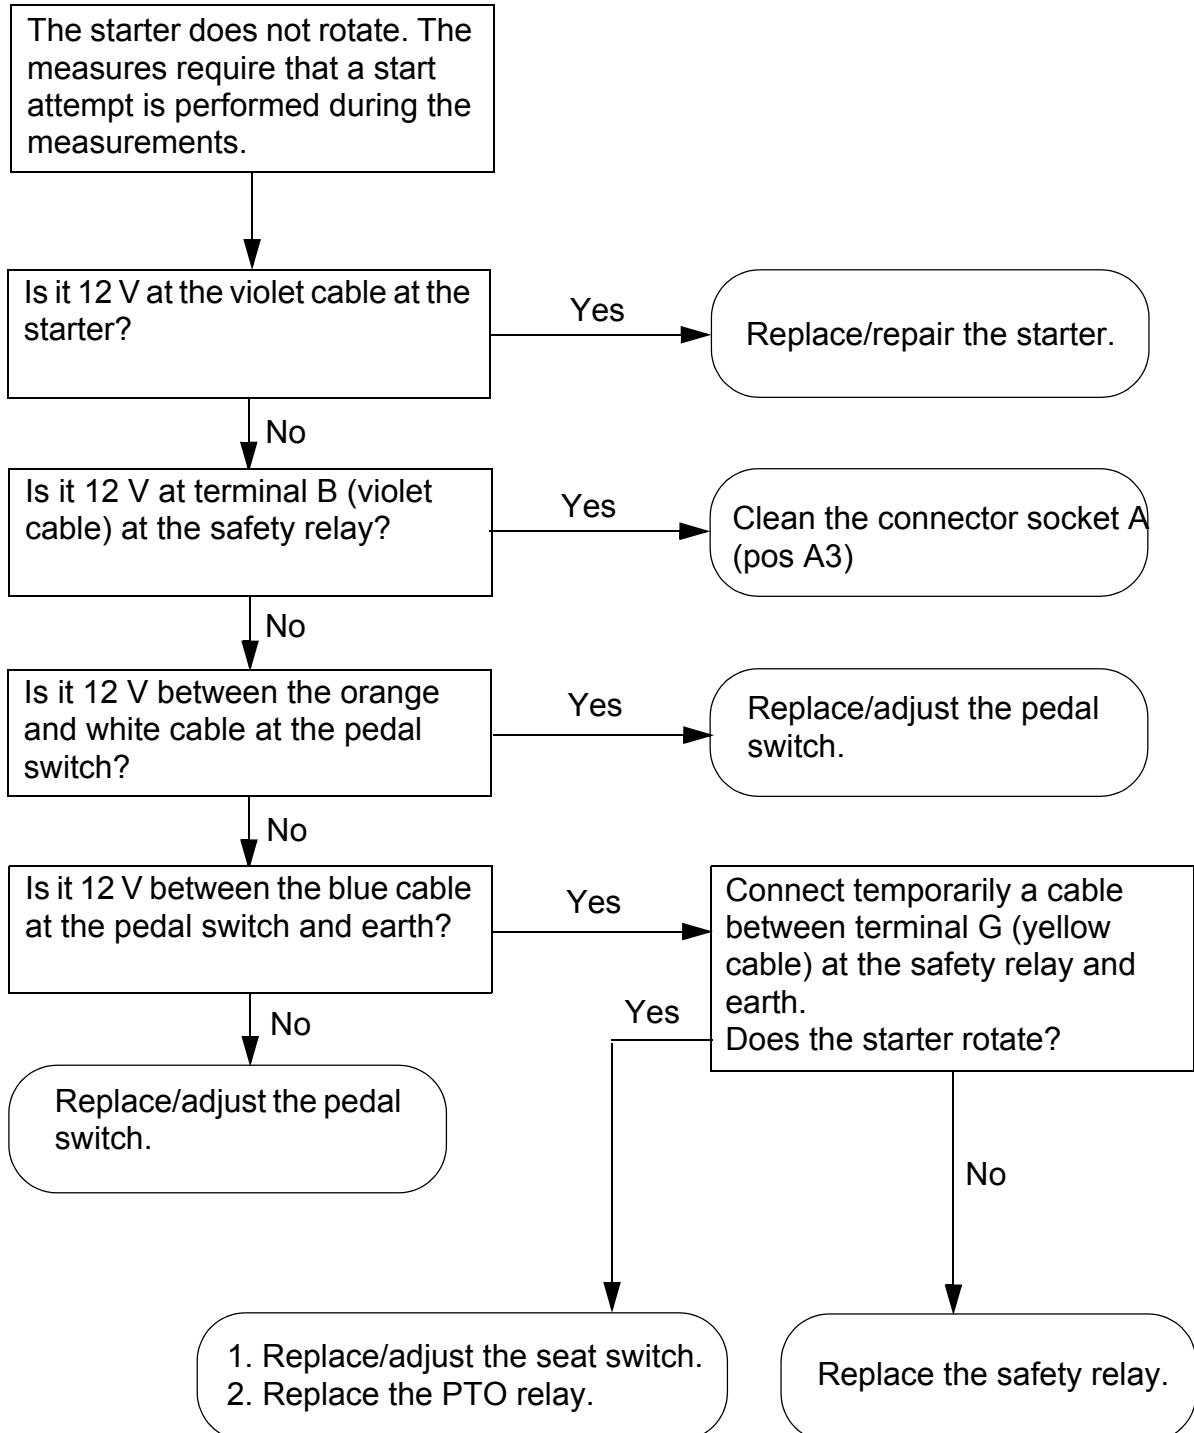 The starter does not rotate. The
measures require that a start
attempt is performed during the
measurements.
Is it 12 V at the violet cable at the
starter?
Yes
Replace/repair the starter.
No
Is it 12 V at terminal B (violet
cable) at the safety relay?
Yes
Clean the connector socket A
(pos A3)
No
Is it 12 V between the orange
and white cable at the pedal
switch?
Yes
Replace/adjust the pedal
switch.
No
Is it 12 V between the blue cable
at the pedal switch and earth?
Yes
Connect temporarily a cable
between terminal G (yellow
cable) at the safety relay and
earth.
Does the starter rotate?
No
Yes
Replace/adjust the pedal
switch.
No
1. Replace/adjust the seat switch.
2. Replace the PTO relay.
Replace the safety relay.